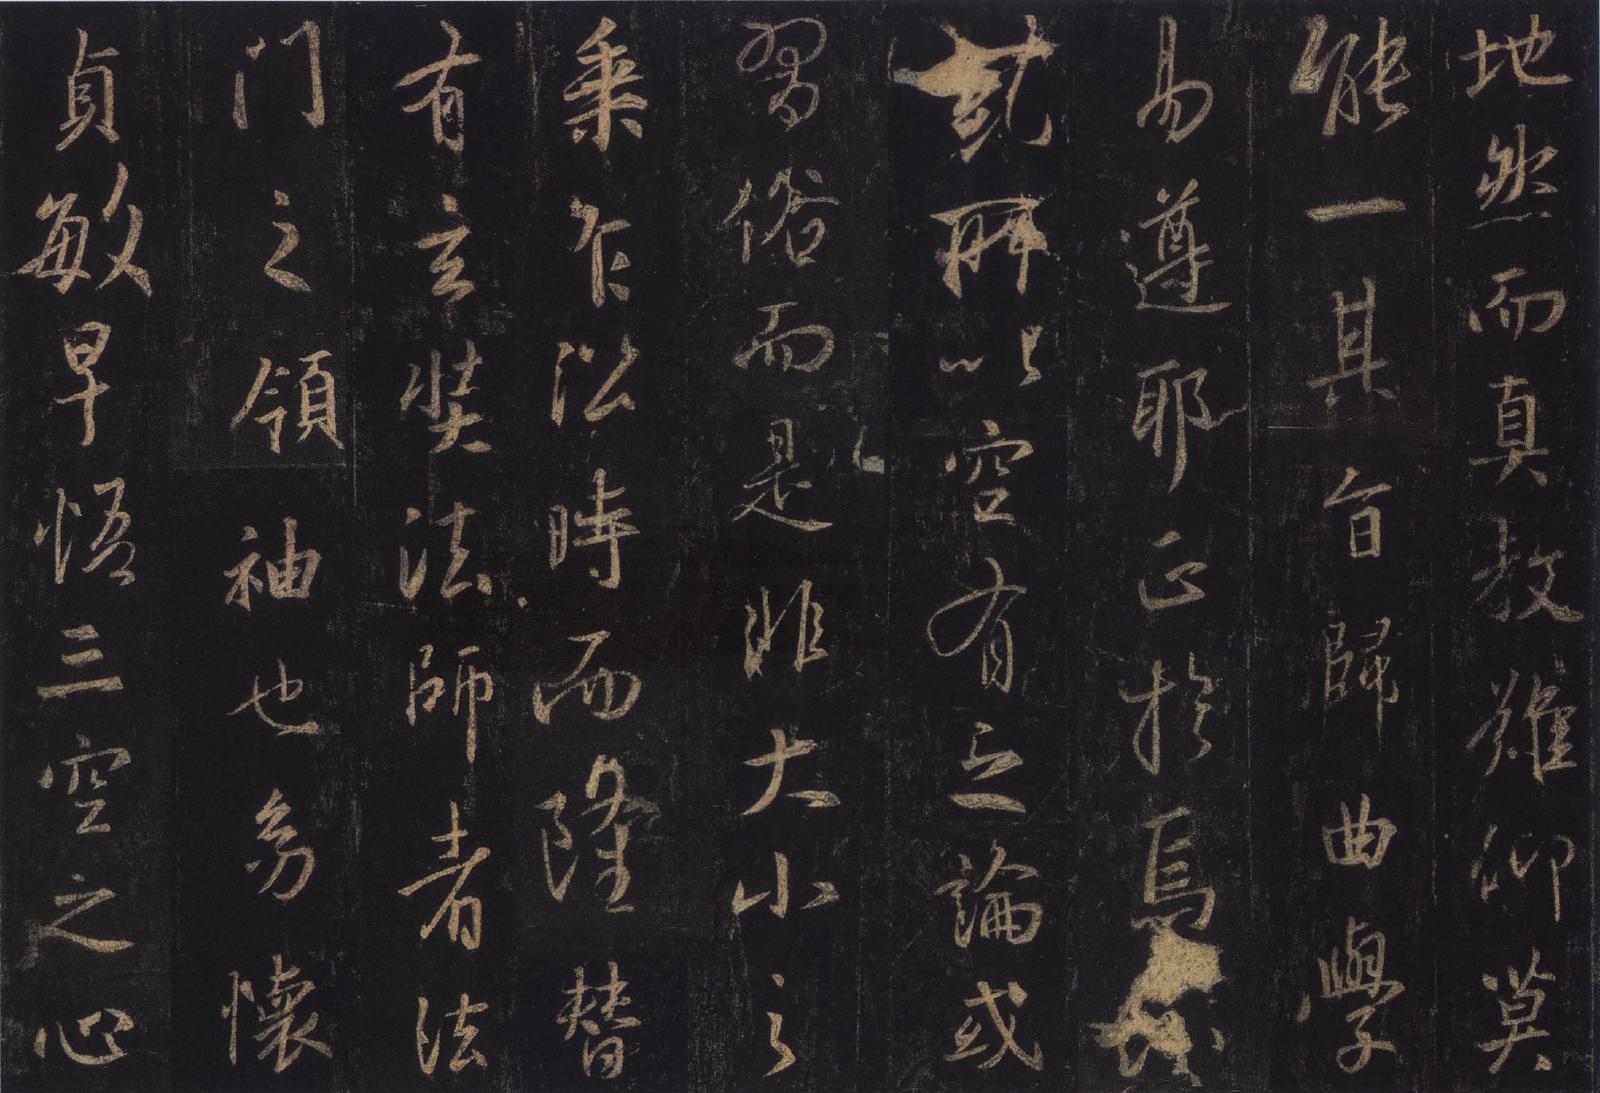 地然而真教難仰莫
能一其旨歸曲學
易遵耶正於焉
所以空有之論或
習俗而是非大小之
乘乍沿時而隆替
有玄奘法師者法
門之領袖也幼懷
貞敏早悟三空之心